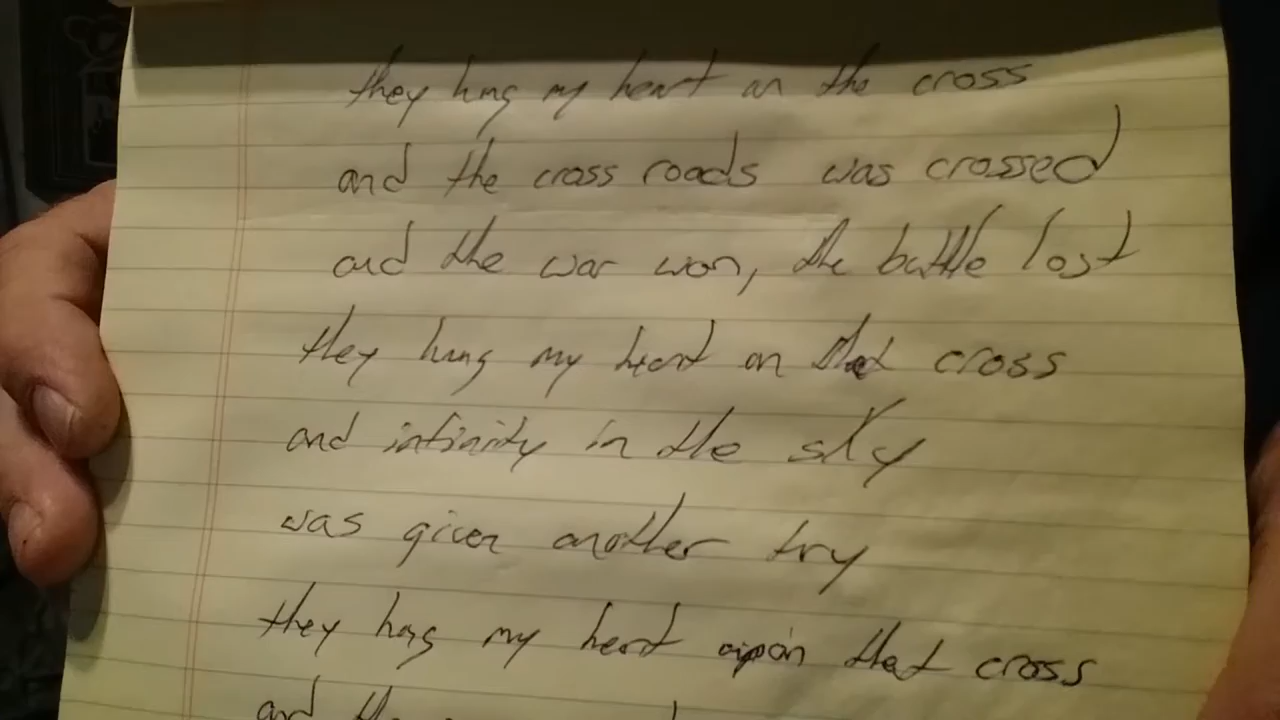 they hung my heart on the cross
and the cross roads was crossed
and the war won, the battle lost
they hung my heart on that cross
and infinity in the sky
was given another try
they hung my heart upon that cross
and the